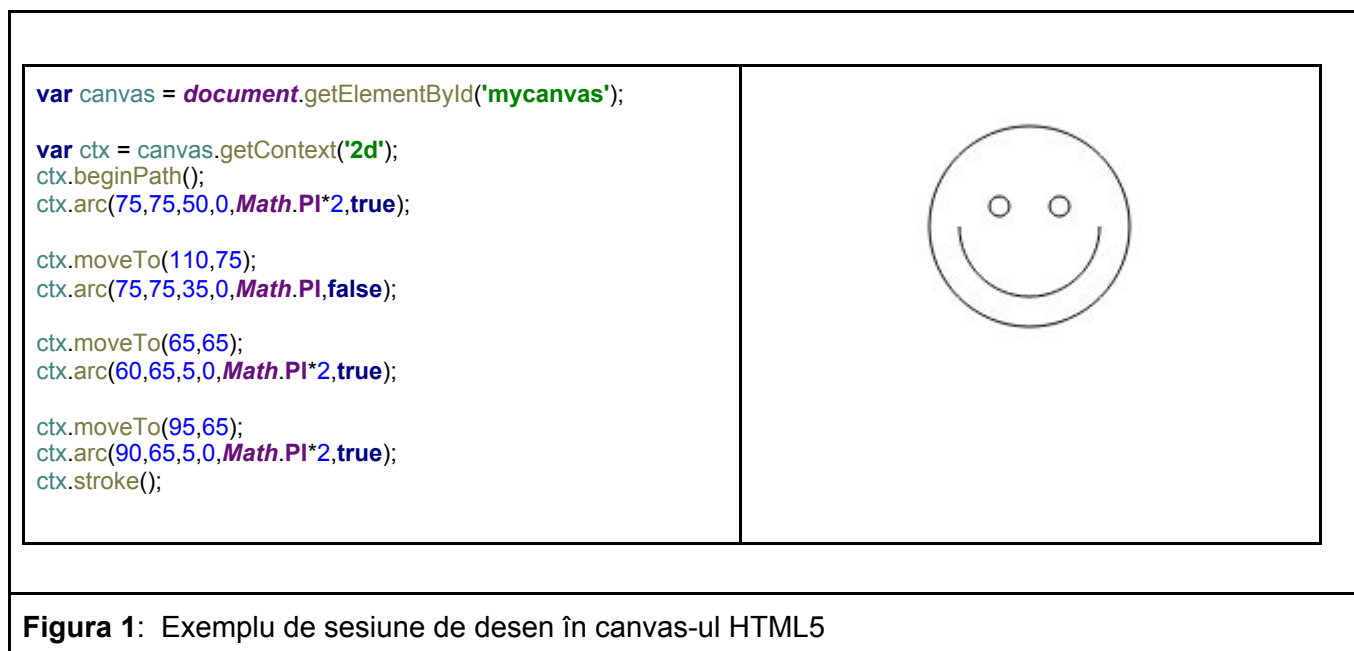 var canvas = document.getElementById('mycanvas');
var ctx = canvas.getContext('2d');
ctx.beginPath();
ctx.arc(75,75,50,0,Math.PI*2,true);
ctx.moveTo(110,75);
ctx.arc(75,75,35,0,Math.PI,false);
ctx.moveTo(65,65);
ctx.arc(60,65,5,0,Math.PI*2,true);
ctx.moveTo(95,65);
ctx.arc(90,65,5,0,Math.PI*2,true);
ctx.stroke();
Figura 1: Exemplu de sesiune de desen în canvas-ul HTML5